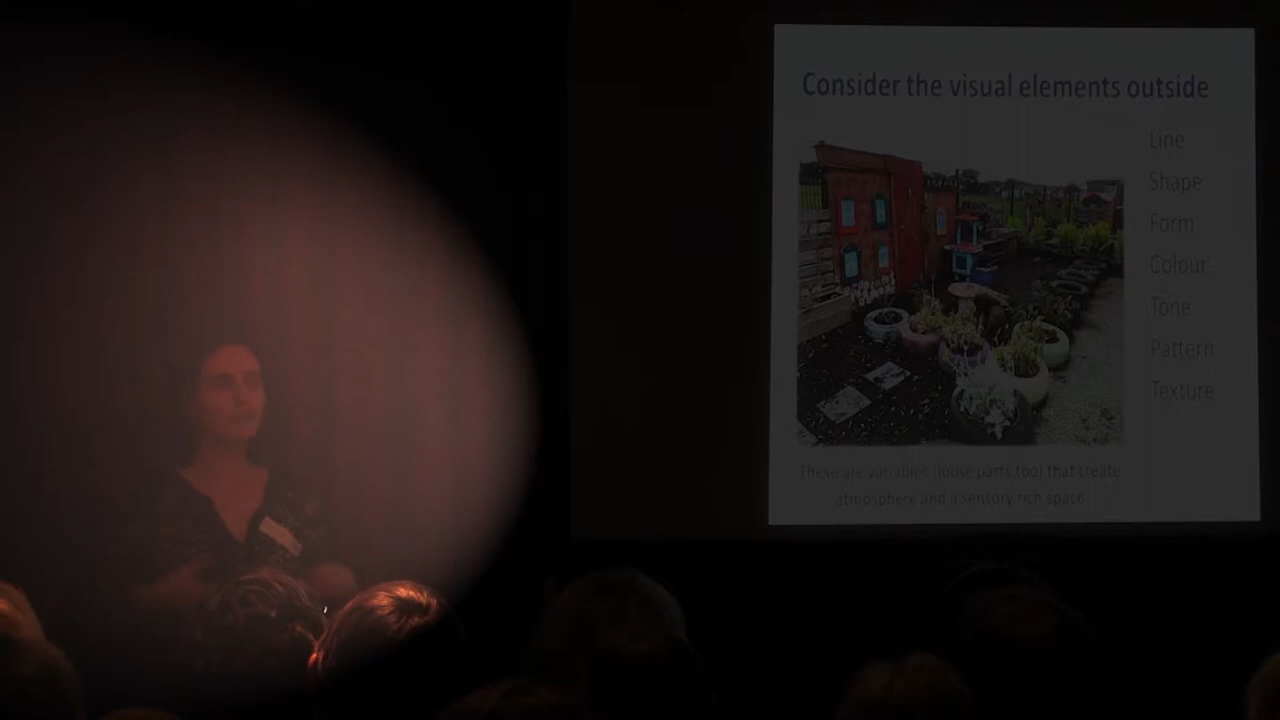 Consider the visual elements outside
Line
Shape
Form
Colour
Tone
Pattern
Texture
These are variables (loose parts too) that create
atmosphere and a sensory rich space